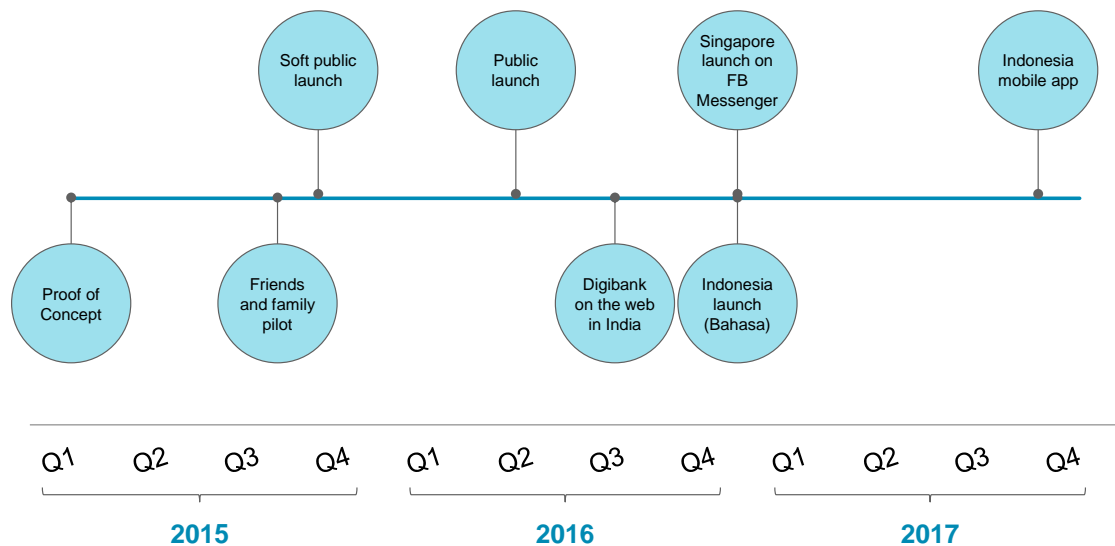 Soft public
launch
Public
launch
Singapore
launch on
FB
Messenger
Indonesia
mobile app
Proof of
Concept
Friends
and family
pilot
Digibank
on the web
in India
Indonesia
launch
(Bahasa)
Q1 Q2 Q3 Q4 Q1 Q2 Q3 Q4 Q1 Q2 Q3 Q4
2015 2016 2017